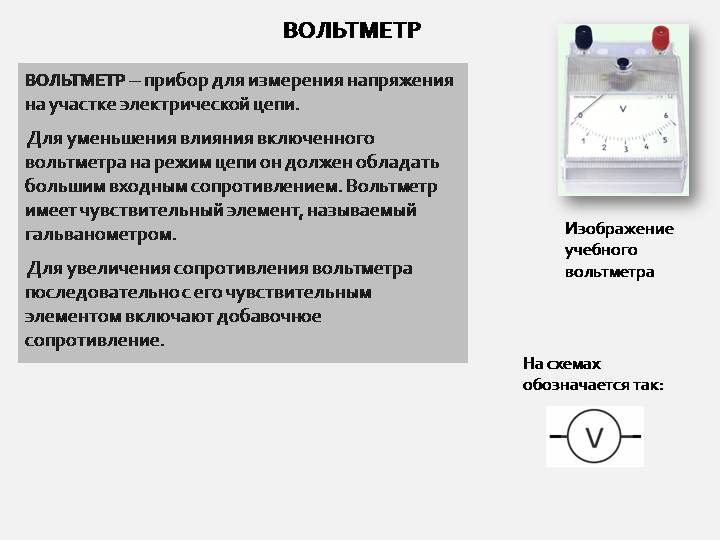 ВОЛЬТМЕТР
ВОЛЬТМЕТР – прибор для измерения напряжения
на участке электрической цепи.
Для уменьшения влияния включенного
вольтметра на режим цепи он должен обладать
большим входным сопротивлением. Вольтметр
имеет чувствительный элемент, называемый
гальванометром.
Для увеличения сопротивления вольтметра
последовательно с его чувствительным
элементом включают добавочное
сопротивление.
V
0 1 2 3 4 5 6
Изображение
учебного
вольтметра
На схемах
обозначается так:
V